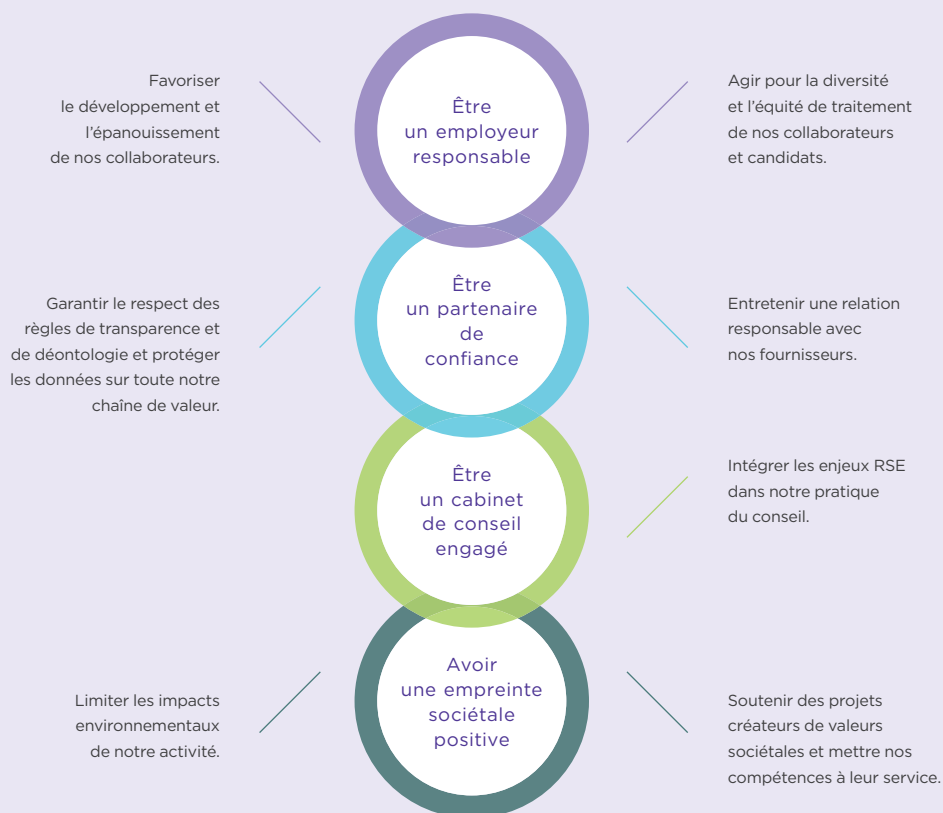 Favoriser
le développement et
l'épanouissement
de nos collaborateurs.
Être
un employeur
responsable
Agir pour la diversité
et l'équité de traitement
de nos collaborateurs
et candidats.
Garantir le respect des
règles de transparence et
de déontologie et protéger
les données sur toute notre
chaîne de valeur.
Être
un partenaire
de
confiance
Entretenir une relation
responsable avec
nos fournisseurs.
Être
un cabinet
de conseil
engagé
Intégrer les enjeux RSE
dans notre pratique
du conseil.
Limiter les impacts
environnementaux
de notre activité.
Avoir
une empreinte
sociétale
positive
Soutenir des projets
créateurs de valeurs
sociétales et mettre nos
compétences à leur service.